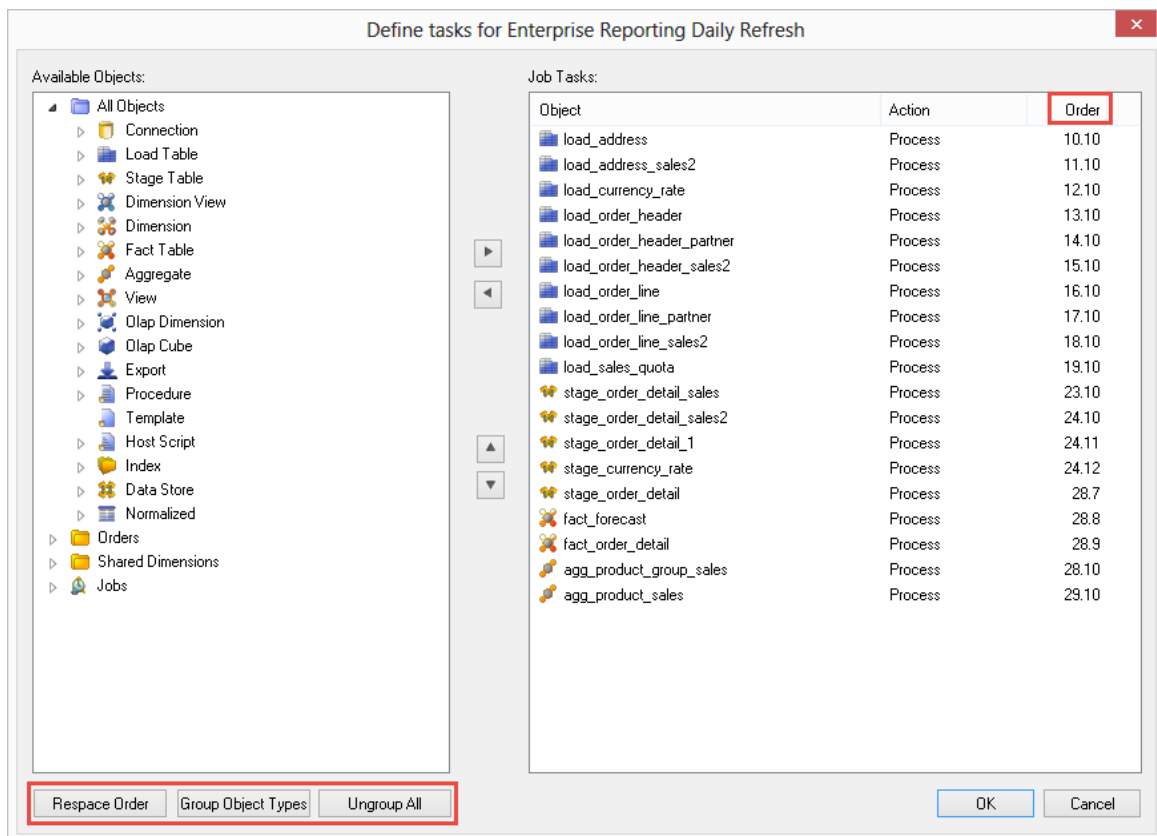 Define tasks for Enterprise Reporting Daily Refresh
Available Objects:
All Objects
Connection
Load Table
Stage Table
Dimension View
Dimension
Fact Table
Aggregate
View
Olap Dimension
Olap Cube
Export
Procedure
Template
Host Script
Index
Data Store
Normalized
Orders
Shared Dimensions
Jobs
Job Tasks:
Object Action Order
load_address Process 10.10
load_address_sales2 Process 11.10
load_currency_rate Process 12.10
load_order_header Process 13.10
load_order_header_partner Process 14.10
load_order_header_sales2 Process 15.10
load_order_line Process 16.10
load_order_line_partner Process 17.10
load_order_line_sales2 Process 18.10
load_sales_quota Process 19.10
stage_order_detail_sales Process 23.10
stage_order_detail_sales2 Process 24.10
stage_order_detail_1 Process 24.11
stage_currency_rate Process 24.12
stage_order_detail Process 28.7
fact_forecast Process 28.8
fact_order_detail Process 28.9
agg_product_group_sales Process 28.10
agg_product_sales Process 29.10
Respace Order Group Object Types Ungroup All OK Cancel